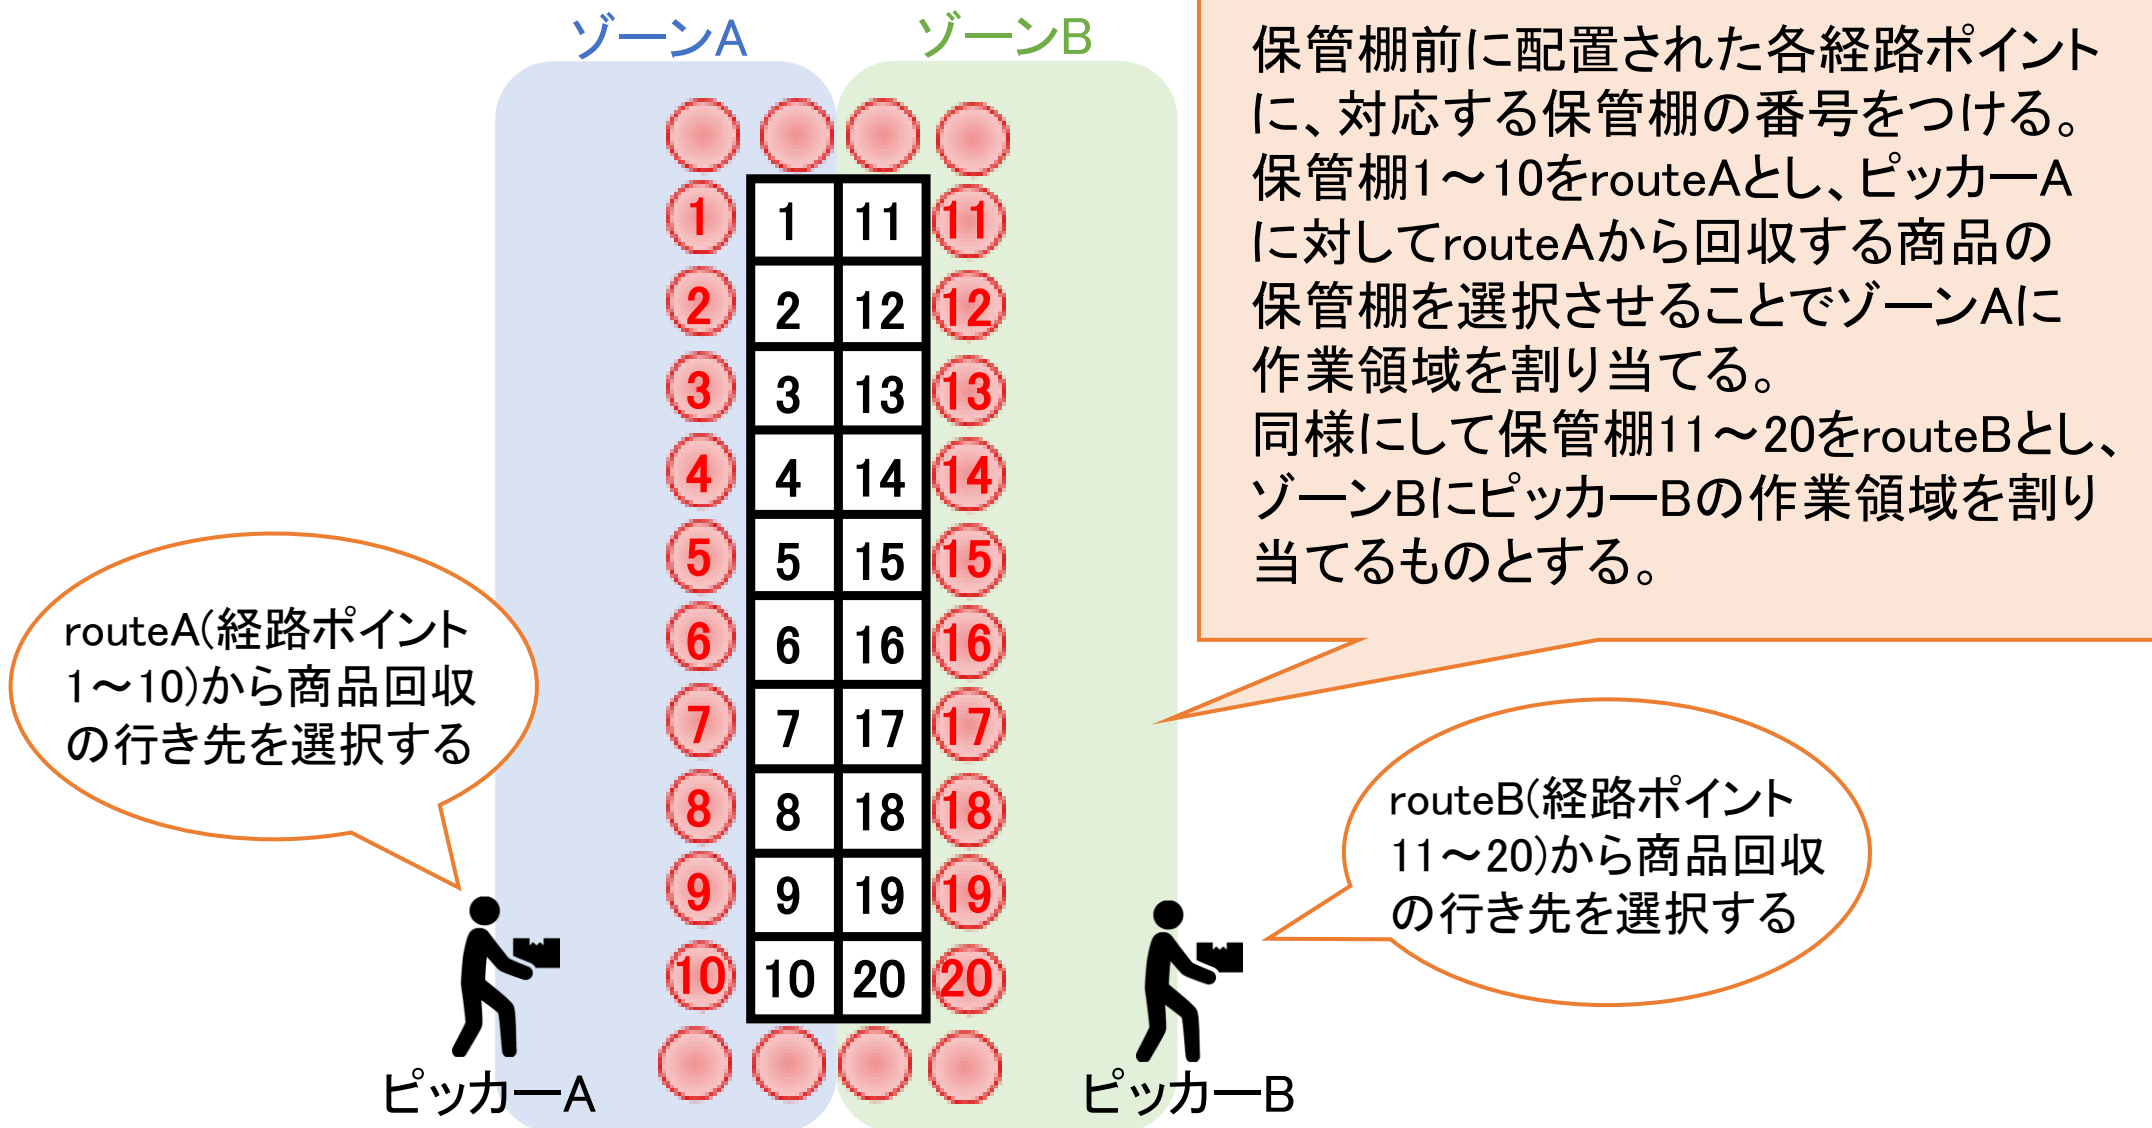 ゾーンA
ゾーンB
保管棚前に配置された各経路ポイント
に、対応する保管棚の番号をつける。
保管棚1～10をrouteAとし、ピッカーA
に対してrouteAから回収する商品の
保管棚を選択させることでゾーンAに
作業領域を割り当てる。
同様にして保管棚11～20をrouteBとし、
ゾーンBにピッカーBの作業領域を割り
当てるものとする。
1 1 11 11
2 2 12 12
3 3 13 13
4 4 14 14
5 5 15 15
6 6 16 16
7 7 17 17
8 8 18 18
9 9 19 19
10 10 20 20
routeA(経路ポイント
1～10)から商品回収
の行き先を選択する
routeB(経路ポイント
11～20)から商品回収
の行き先を選択する
ピッカーA
ピッカーB